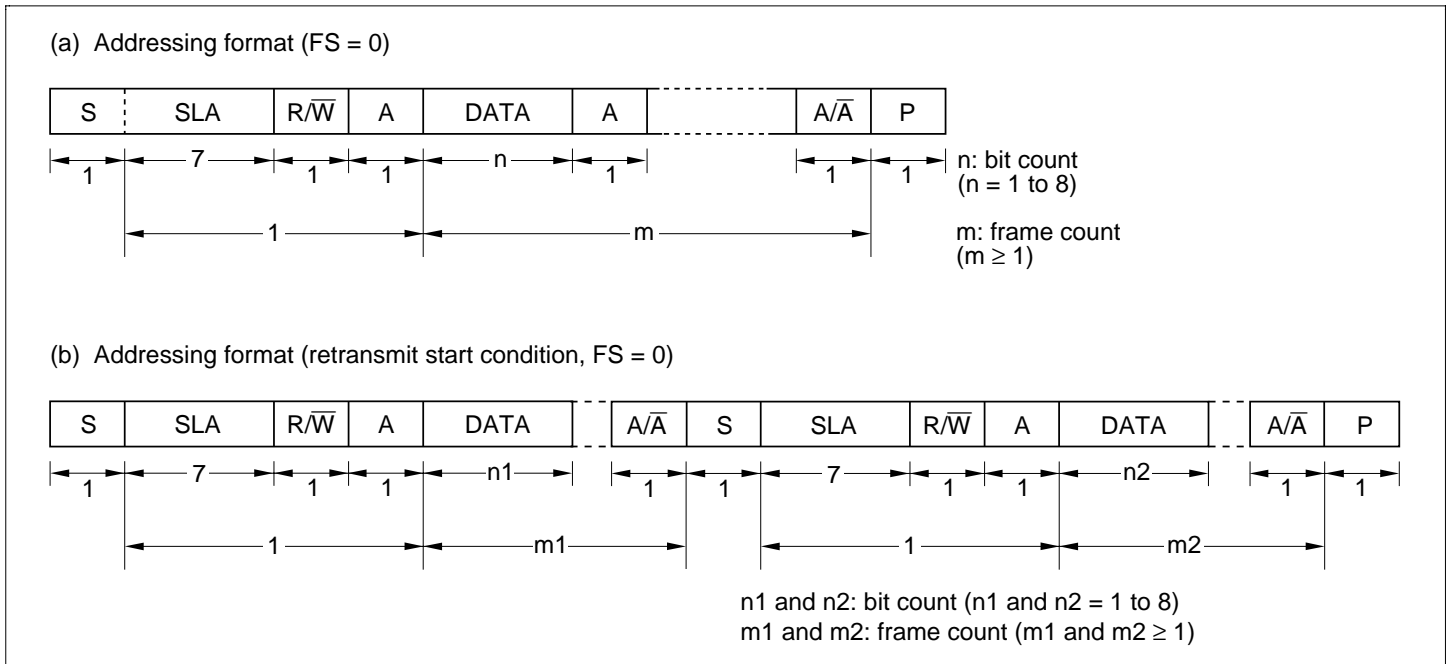 (a) Addressing format (FS = 0)
S SLA R/W̅ A DATA A A/A̅ P
1 7 1 1 n 1 1 1
n: bit count
(n = 1 to 8)
1 m
m: frame count
(m ≥ 1)
(b) Addressing format (retransmit start condition, FS = 0)
S SLA R/W̅ A DATA A/A̅ S SLA R/W̅ A DATA A/A̅ P
1 7 1 1 n1 1 1 7 1 1 n2 1 1
1 m1 1 m2
n1 and n2: bit count (n1 and n2 = 1 to 8)
m1 and m2: frame count (m1 and m2 ≥ 1)